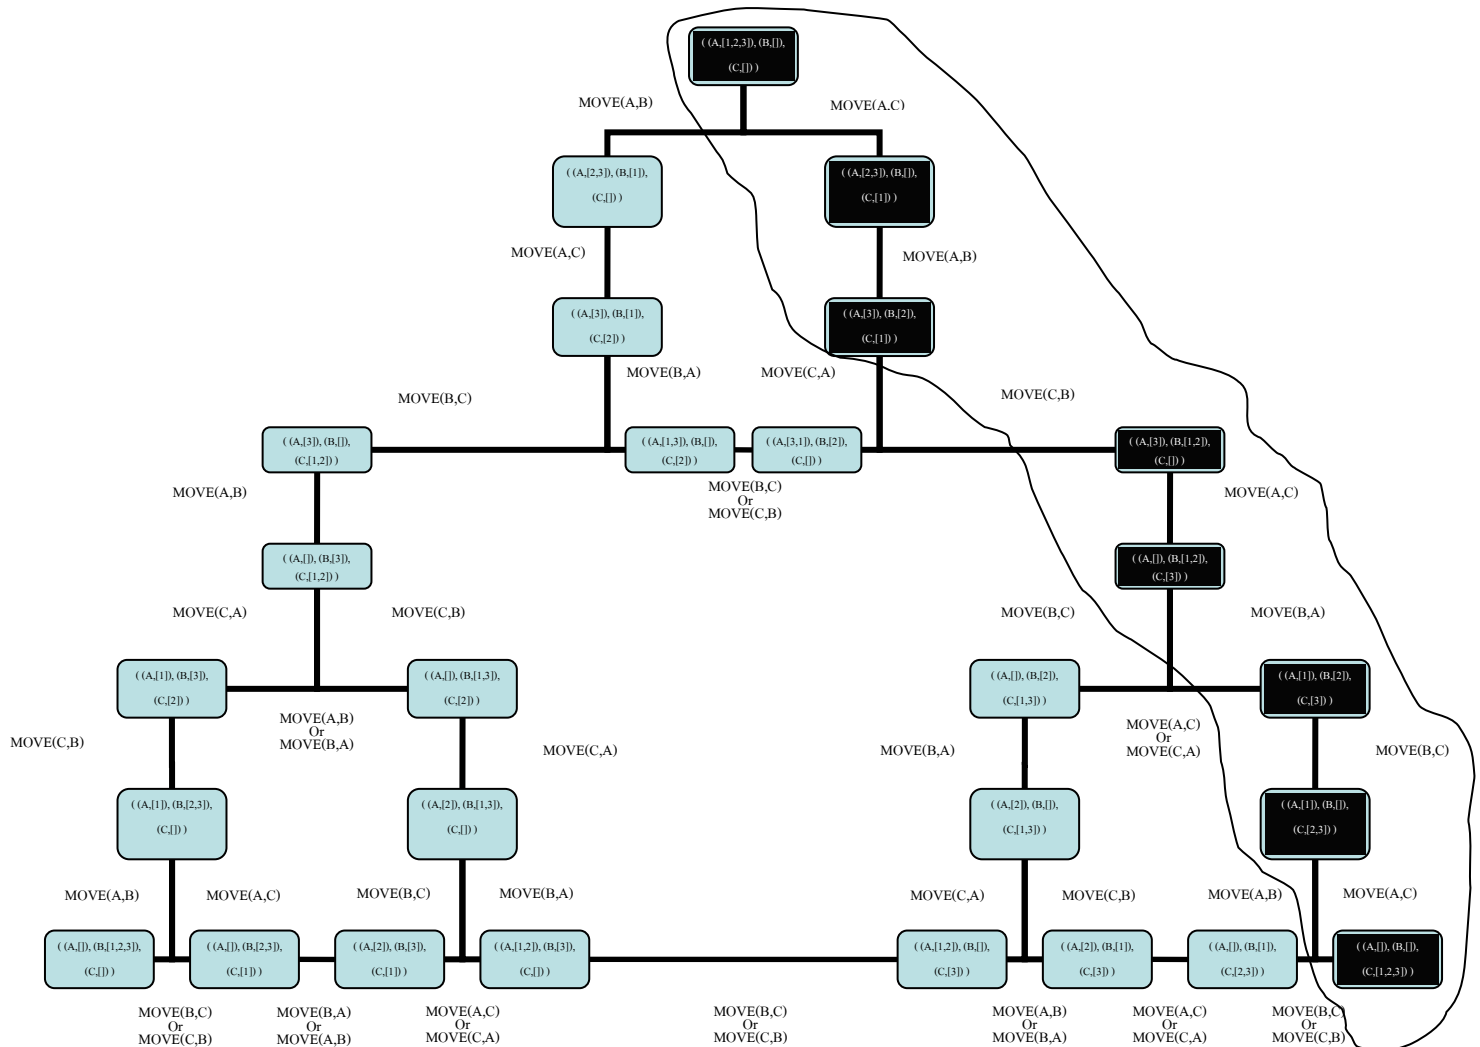 ( (A,[1,2,3]), (B,[]),
(C,[]) )
MOVE(A,B)
MOVE(A,C)
( (A,[2,3]), (B,[1]),
(C,[]) )
( (A,[2,3]), (B,[]),
(C,[1]) )
MOVE(A,C)
MOVE(A,B)
( (A,[3]), (B,[1]),
(C,[2]) )
( (A,[3]), (B,[2]),
(C,[1]) )
MOVE(B,C)
MOVE(B,A)
MOVE(C,A)
MOVE(C,B)
( (A,[3]), (B,[]),
(C,[1,2]) )
( (A,[1,3]), (B,[]),
(C,[2]) )
( (A,[3,1]), (B,[2]),
(C,[]) )
( (A,[3]), (B,[1,2]),
(C,[]) )
MOVE(B,C)
Or
MOVE(C,B)
MOVE(A,B)
MOVE(A,C)
( (A,[]), (B,[3]),
(C,[1,2]) )
( (A,[]), (B,[1,2]),
(C,[3]) )
MOVE(C,A)
MOVE(C,B)
MOVE(B,C)
MOVE(B,A)
( (A,[1]), (B,[3]),
(C,[2]) )
( (A,[]), (B,[1,3]),
(C,[2]) )
( (A,[]), (B,[2]),
(C,[1,3]) )
( (A,[1]), (B,[2]),
(C,[3]) )
MOVE(A,B)
Or
MOVE(B,A)
MOVE(A,C)
Or
MOVE(C,A)
MOVE(C,B)
MOVE(C,A)
MOVE(B,A)
MOVE(B,C)
( (A,[1]), (B,[2,3]),
(C,[]) )
( (A,[2]), (B,[1,3]),
(C,[]) )
( (A,[2]), (B,[]),
(C,[1,3]) )
( (A,[1]), (B,[]),
(C,[2,3]) )
MOVE(A,B)
MOVE(A,C)
MOVE(B,C)
MOVE(B,A)
MOVE(C,A)
MOVE(C,B)
MOVE(A,B)
MOVE(A,C)
( (A,[]), (B,[1,2,3]),
(C,[]) )
( (A,[]), (B,[2,3]),
(C,[1]) )
( (A,[2]), (B,[3]),
(C,[1]) )
( (A,[1,2]), (B,[3]),
(C,[]) )
( (A,[1,2]), (B,[]),
(C,[3]) )
( (A,[2]), (B,[1]),
(C,[3]) )
( (A,[]), (B,[1]),
(C,[2,3]) )
( (A,[]), (B,[]),
(C,[1,2,3]) )
MOVE(B,C)
Or
MOVE(C,B)
MOVE(B,A)
Or
MOVE(A,B)
MOVE(A,C)
Or
MOVE(C,A)
MOVE(B,C)
Or
MOVE(C,B)
MOVE(A,B)
Or
MOVE(B,A)
MOVE(A,C)
Or
MOVE(C,A)
MOVE(B,C)
Or
MOVE(C,B)